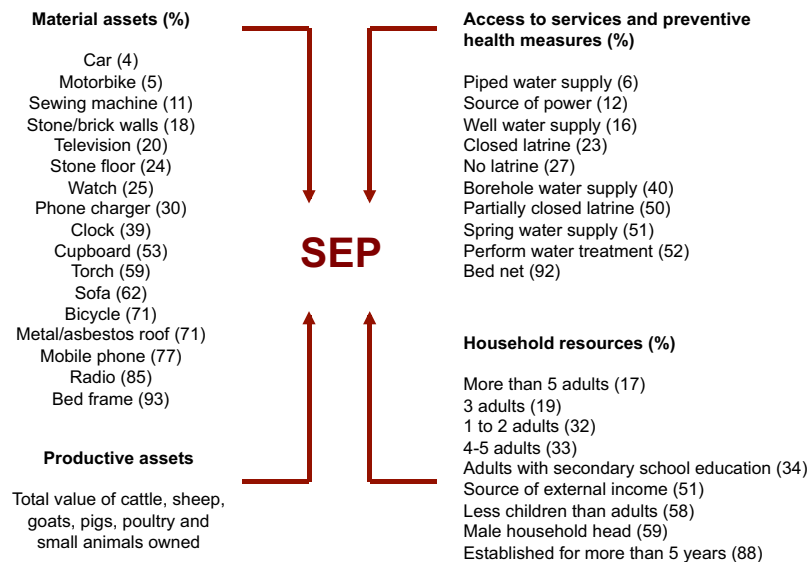 Material assets (%)
Car (4)
Motorbike (5)
Sewing machine (11)
Stone/brick walls (18)
Television (20)
Stone floor (24)
Watch (25)
Phone charger (30)
Clock (39)
Cupboard (53)
Torch (59)
Sofa (62)
Bicycle (71)
Metal/asbestos roof (71)
Mobile phone (77)
Radio (85)
Bed frame (93)
Productive assets
Total value of cattle, sheep,
goats, pigs, poultry and
small animals owned
SEP
Access to services and preventive
health measures (%)
Piped water supply (6)
Source of power (12)
Well water supply (16)
Closed latrine (23)
No latrine (27)
Borehole water supply (40)
Partially closed latrine (50)
Spring water supply (51)
Perform water treatment (52)
Bed net (92)
Household resources (%)
More than 5 adults (17)
3 adults (19)
1 to 2 adults (32)
4-5 adults (33)
Adults with secondary school education (34)
Source of external income (51)
Less children than adults (58)
Male household head (59)
Established for more than 5 years (88)